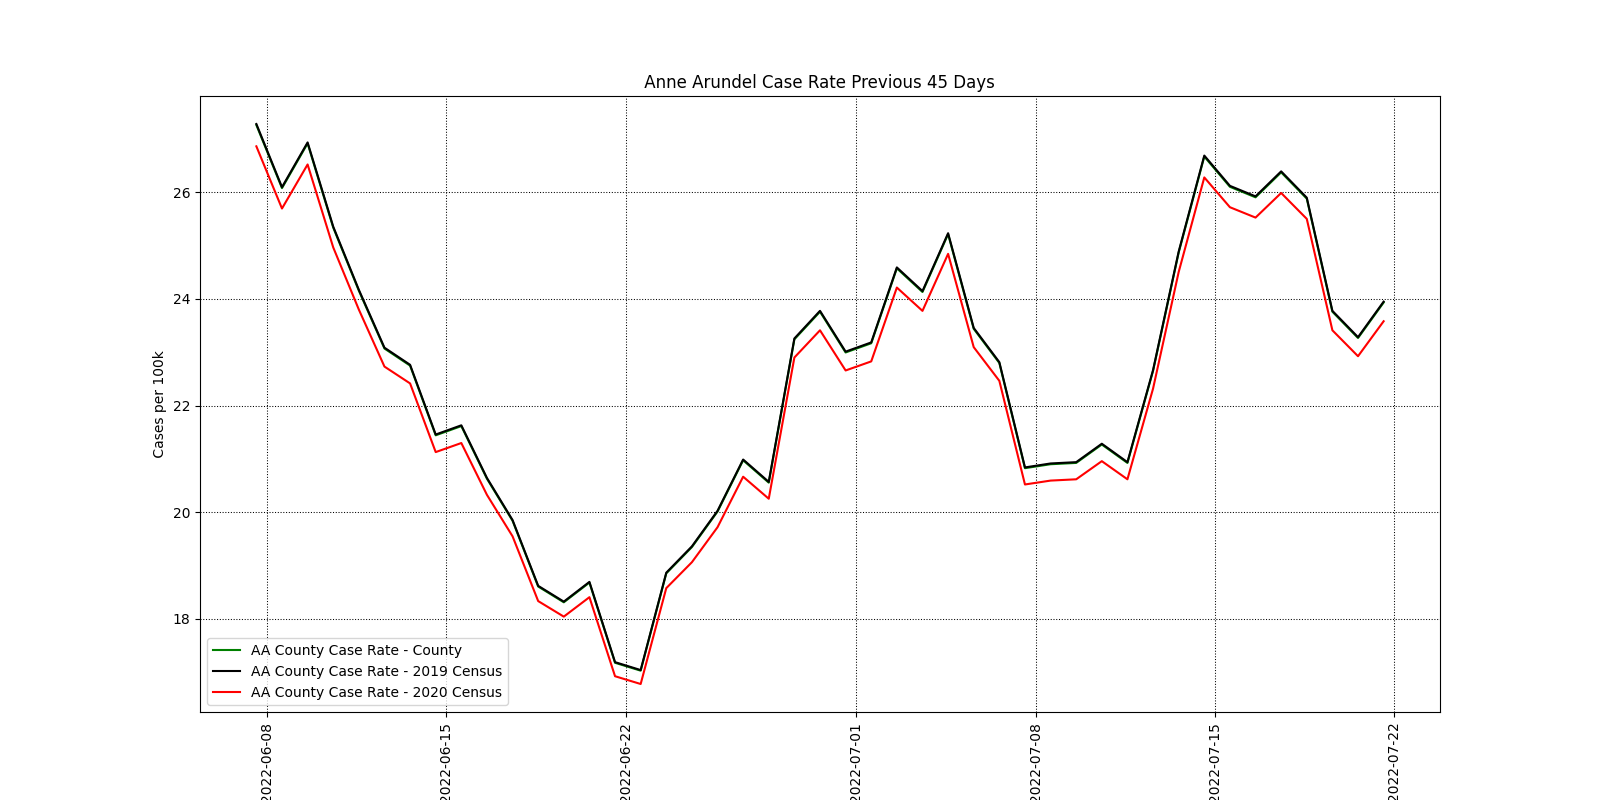 Anne Arundel Case Rate Previous 45 Days
Cases per 100k
26
24
22
20
18
AA County Case Rate - County
AA County Case Rate - 2019 Census
AA County Case Rate - 2020 Census
2022-06-08
2022-06-15
2022-06-22
2022-07-01
2022-07-08
2022-07-15
2022-07-22